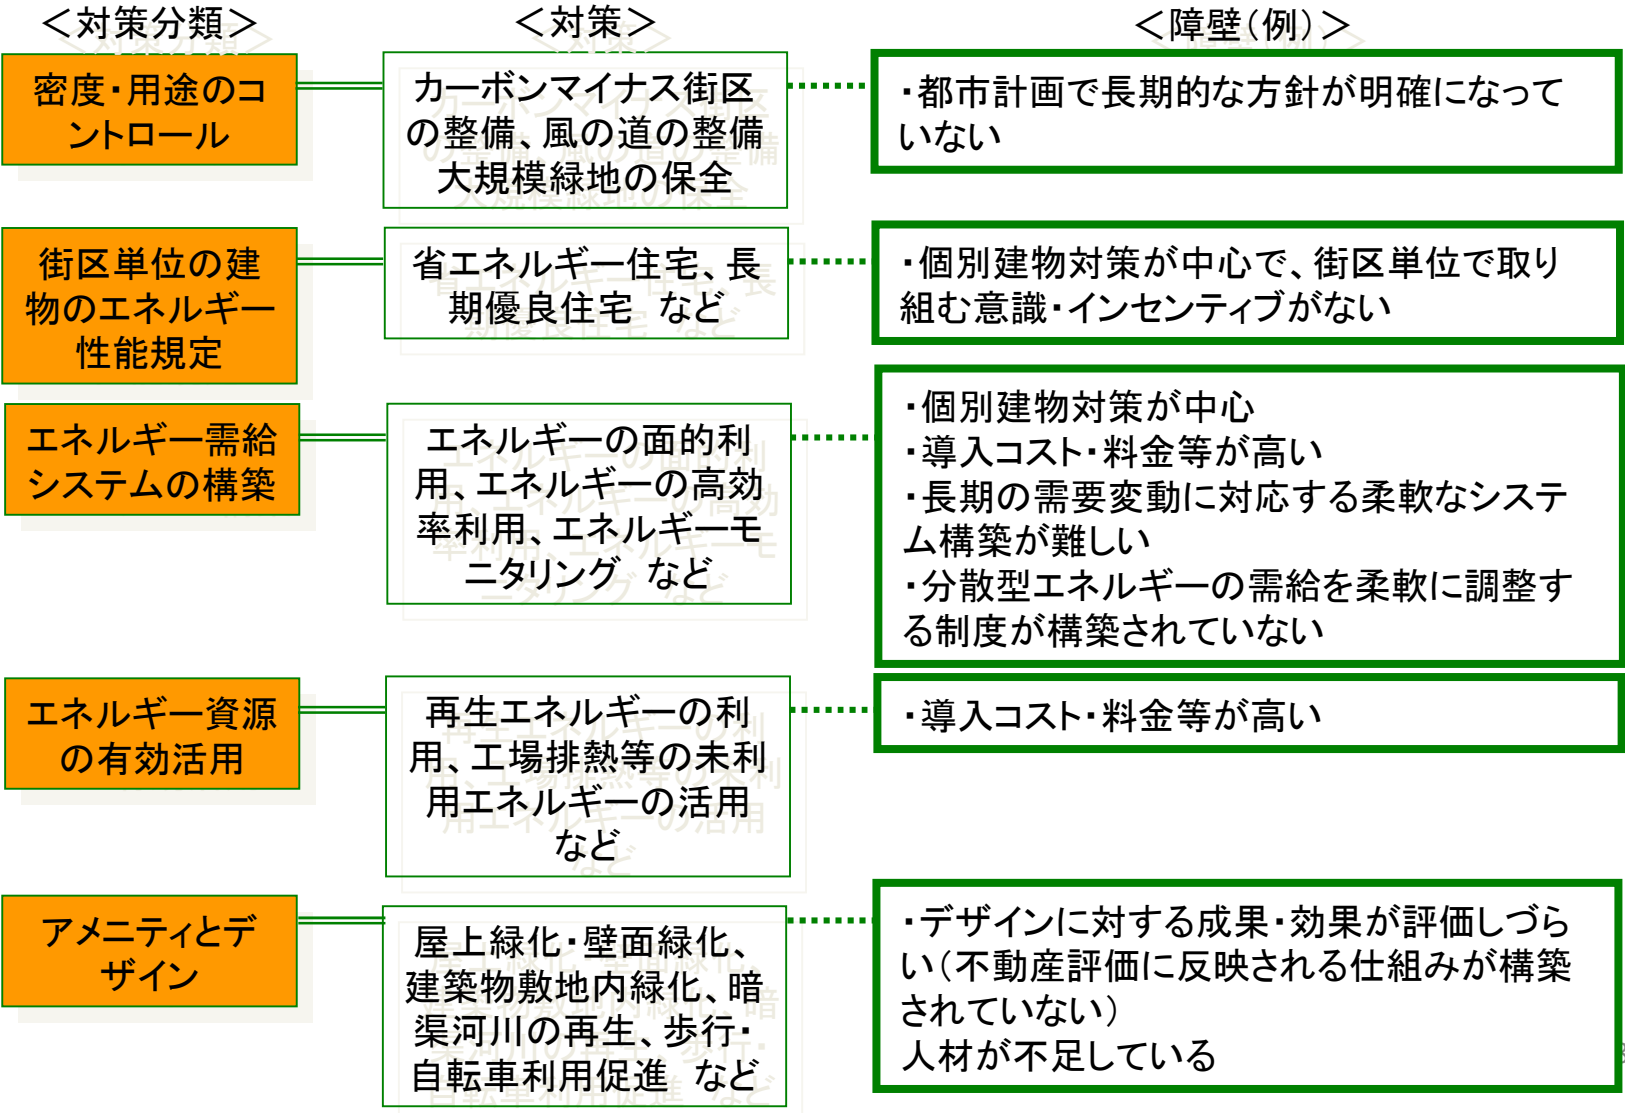 ＜対策分類＞
＜対策＞
＜障壁（例）＞
密度・用途のコ
ントロール
カーボンマイナス街区
の整備、風の道の整備
大規模緑地の保全
・都市計画で長期的な方針が明確になって
いない
街区単位の建
物のエネルギー
性能規定
省エネルギー住宅、長
期優良住宅　など
・個別建物対策が中心で、街区単位で取り
組む意識・インセンティブがない
エネルギー需給
システムの構築
エネルギーの面的利
用、エネルギーの高効
率利用、エネルギーモ
ニタリング　など
・個別建物対策が中心
・導入コスト・料金等が高い
・長期の需要変動に対応する柔軟なシステ
ム構築が難しい
・分散型エネルギーの需給を柔軟に調整す
る制度が構築されていない
エネルギー資源
の有効活用
再生エネルギーの利
用、工場排熱等の未利
用エネルギーの活用
など
・導入コスト・料金等が高い
アメニティとデ
ザイン
屋上緑化・壁面緑化、
建築物敷地内緑化、暗
渠河川の再生、歩行・
自転車利用促進　など
・デザインに対する成果・効果が評価しづら
い（不動産評価に反映される仕組みが構築
されていない）
人材が不足している